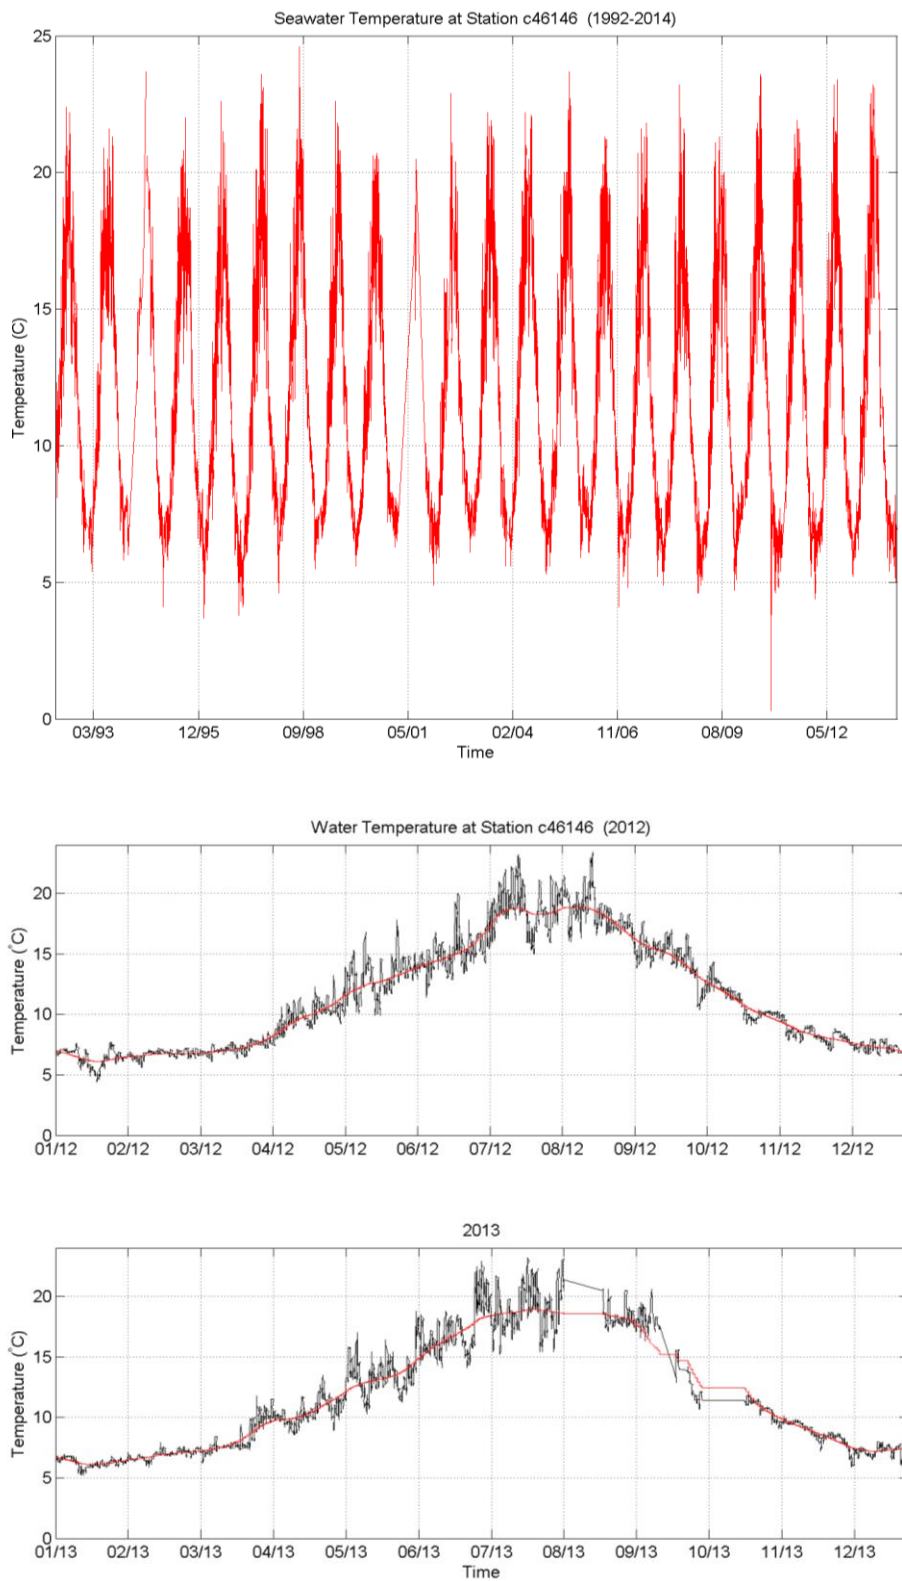 Seawater Temperature at Station c46146 (1992-2014)
25
20
15
10
5
0
Temperature (C)
03/93 12/95 09/98 05/01 02/04 11/06 08/09 05/12
Time
Water Temperature at Station c46146 (2012)
20
15
10
5
0
Temperature (°C)
01/12 02/12 03/12 04/12 05/12 06/12 07/12 08/12 09/12 10/12 11/12 12/12
2013
20
15
10
5
0
Temperature (°C)
01/13 02/13 03/13 04/13 05/13 06/13 07/13 08/13 09/13 10/13 11/13 12/13
Time